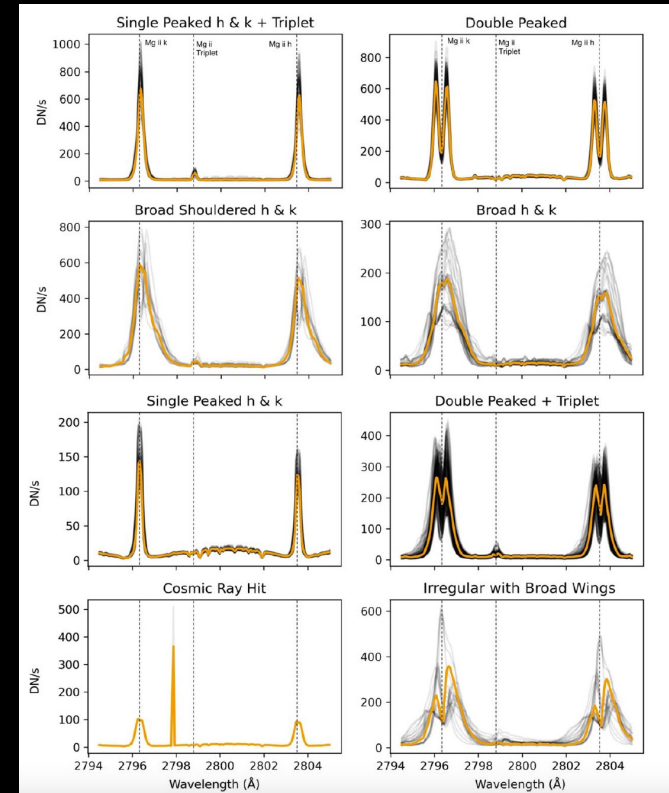 Single Peaked h & k + Triplet
Double Peaked
Mg ii k
Mg ii
Triplet
Mg ii h
Mg ii k
Mg ii
Triplet
Mg ii h
1000
800
600
400
200
0
DN/s
800
600
400
200
0
Broad Shouldered h & k
Broad h & k
800
600
400
200
0
DN/s
300
200
100
0
Single Peaked h & k
Double Peaked + Triplet
200
150
100
50
0
DN/s
400
300
200
100
0
Cosmic Ray Hit
Irregular with Broad Wings
500
400
300
200
100
0
DN/s
600
400
200
0
2794 2796 2798 2800 2802 2804
2794 2796 2798 2800 2802 2804
Wavelength (Å)
Wavelength (Å)